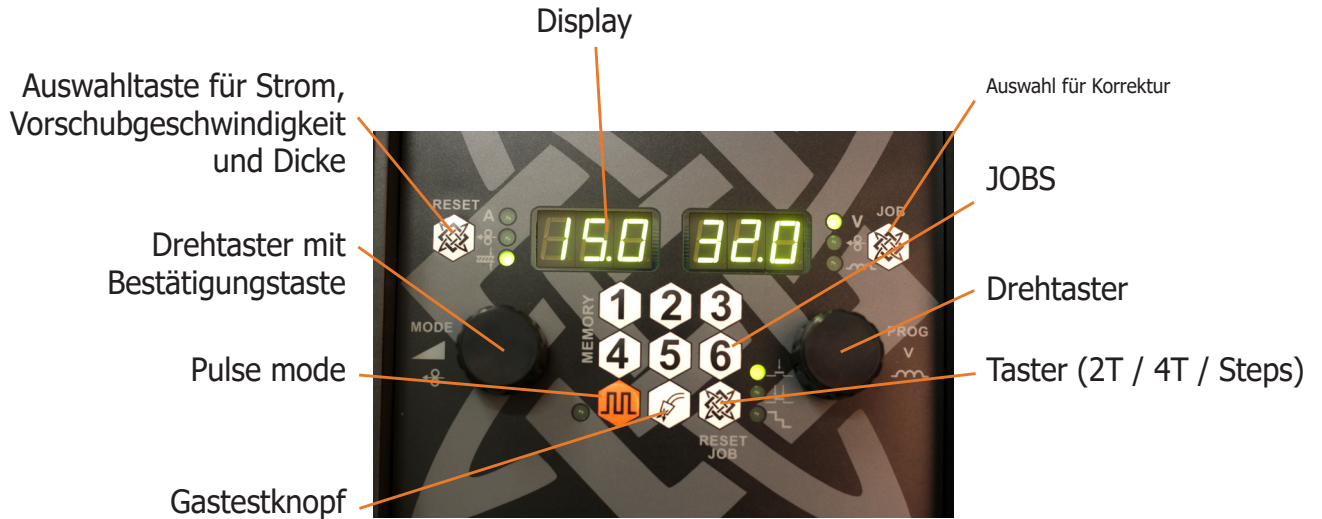 Display
Auswahltaste für Strom,
Vorschubgeschwindigkeit
und Dicke
Auswahl für Korrektur
JOBS
Drehtaster mit
Bestätigungstaste
Drehtaster
Pulse mode
Taster (2T / 4T / Steps)
Gastestknopf
RESET
A
15.0
32.0
V
JOB
MODE
MEMORY
1 2 3
4 5 6
PROG
V
RESET
JOB